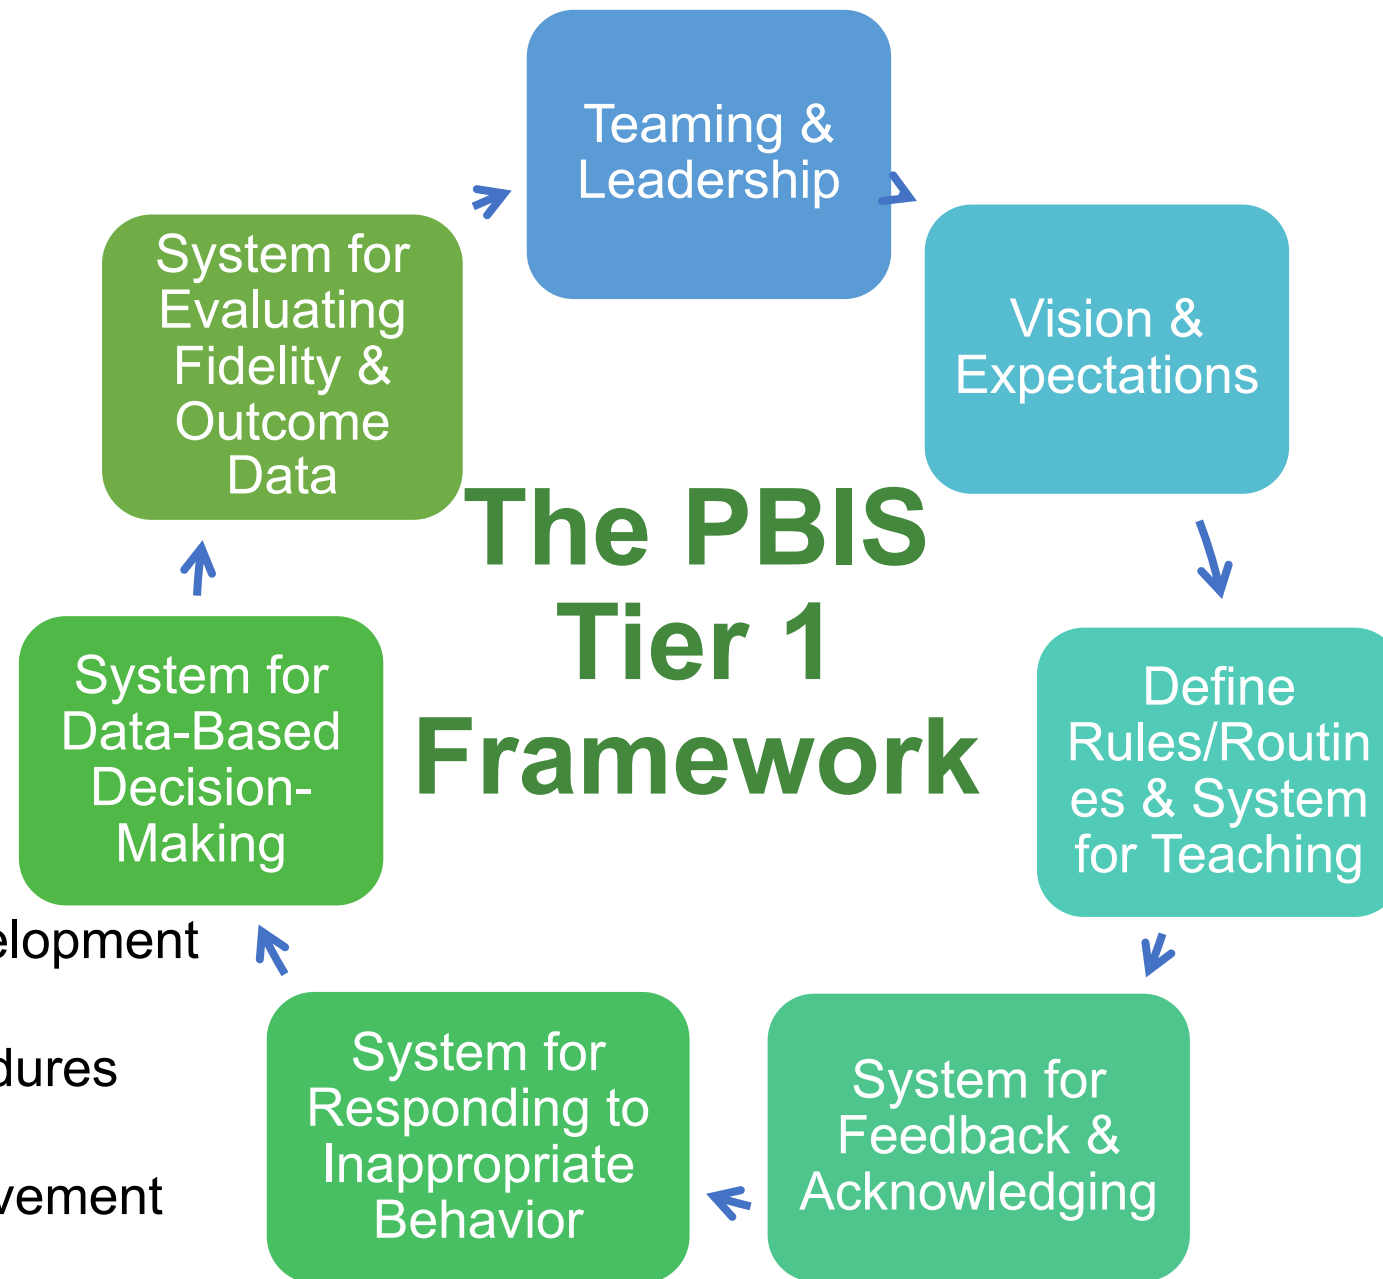 Teaming &
Leadership
Vision &
Expectations
Define
Rules/Routin
es & System
for Teaching
System for
Feedback &
Acknowledging
System for
Responding to
Inappropriate
Behavior
System for
Data-Based
Decision-
Making
System for
Evaluating
Fidelity &
Outcome
Data
The PBIS
Tier 1
Framework
elopment
dures
vement